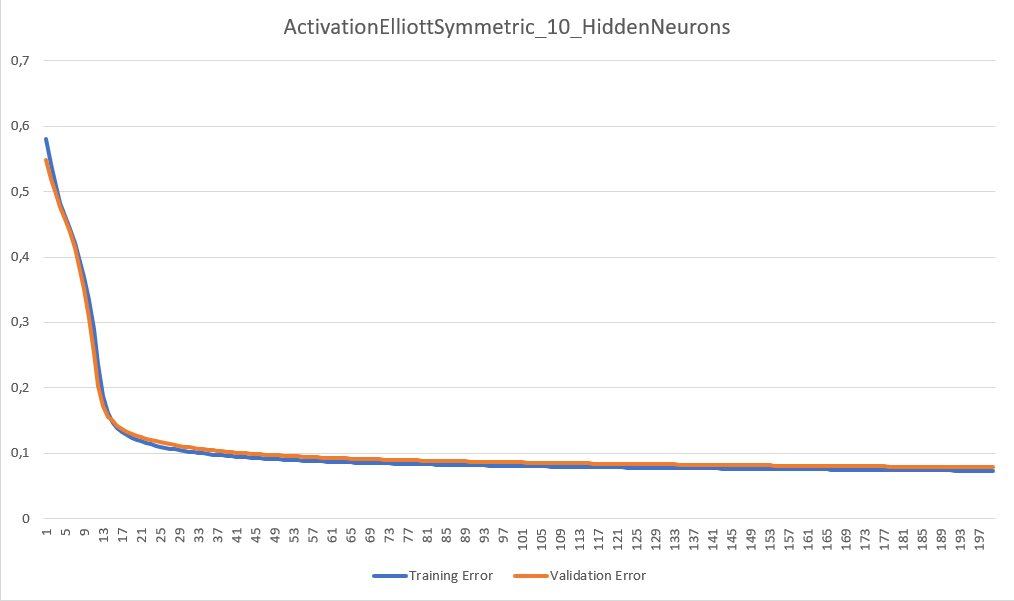 ActivationElliottSymmetric_10_HiddenNeurons
0,7
0,6
0,5
0,4
0,3
0,2
0,1
0
1 5 9 13 17 21 25 29 33 37 41 45 49 53 57 61 65 69 73 77 81 85 89 93 97 101 105 109 113 117 121 125 129 133 137 141 145 149 153 157 161 165 169 173 177 181 185 189 193 197
Training Error Validation Error